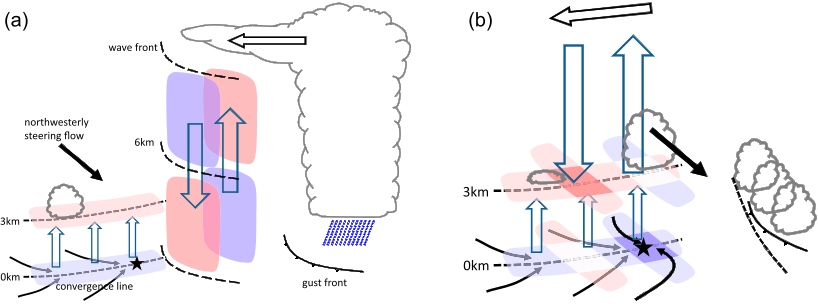 (a)
wave front
northwesterly
steering flow
6km
3km
0km
convergence line
gust front
(b)
3km
0km